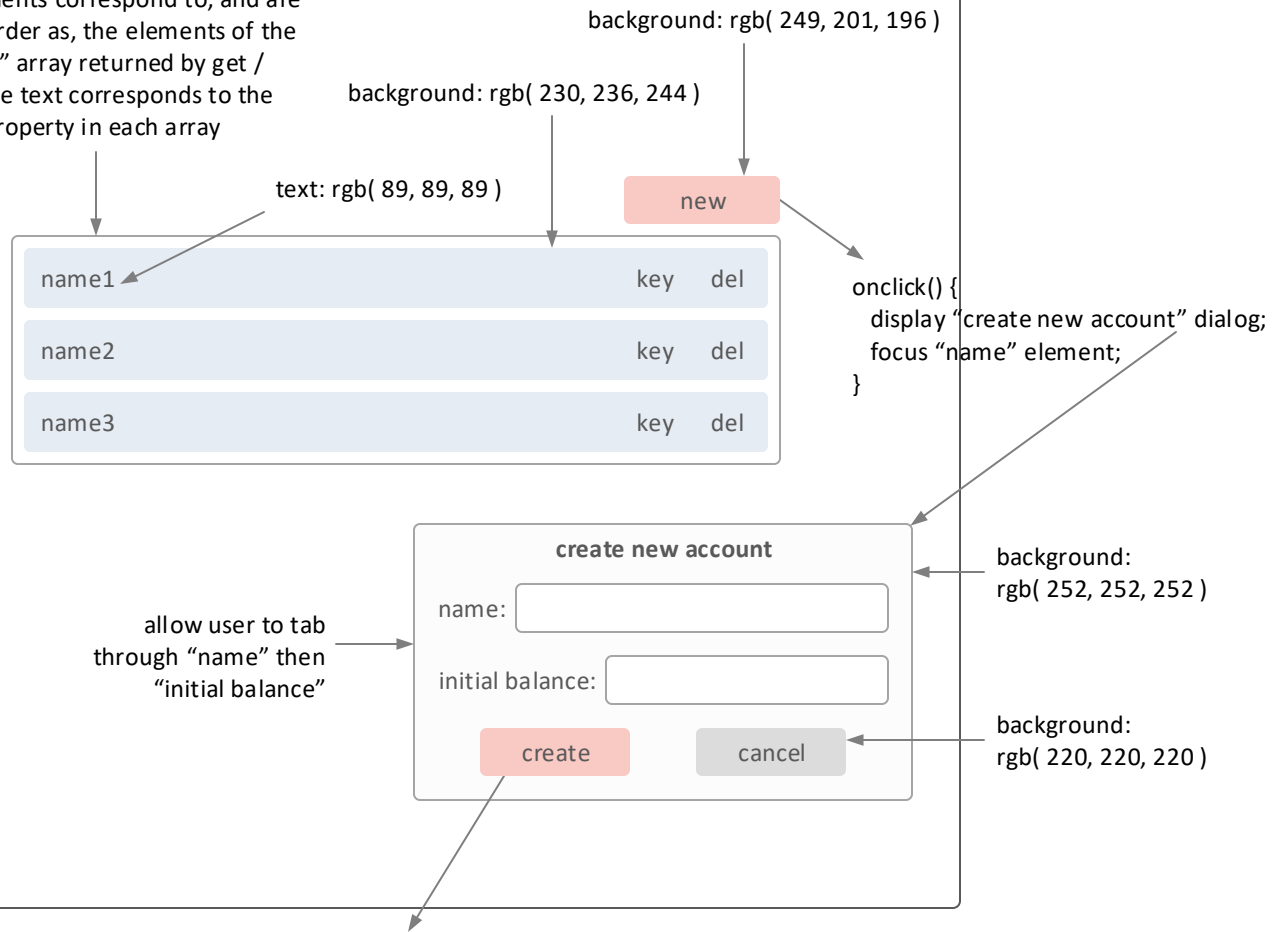 ments correspond to, and are
order as, the elements of the
” array returned by get /
e text corresponds to the
property in each array
background: rgb( 249, 201, 196 )
background: rgb( 230, 236, 244 )
text: rgb( 89, 89, 89 )
new
name1 key del
name2 key del
name3 key del
onclick() {
display “create new account” dialog;
focus “name” element;
}
create new account
name:
initial balance:
create cancel
allow user to tab
through “name” then
“initial balance”
background:
rgb( 252, 252, 252 )
background:
rgb( 220, 220, 220 )